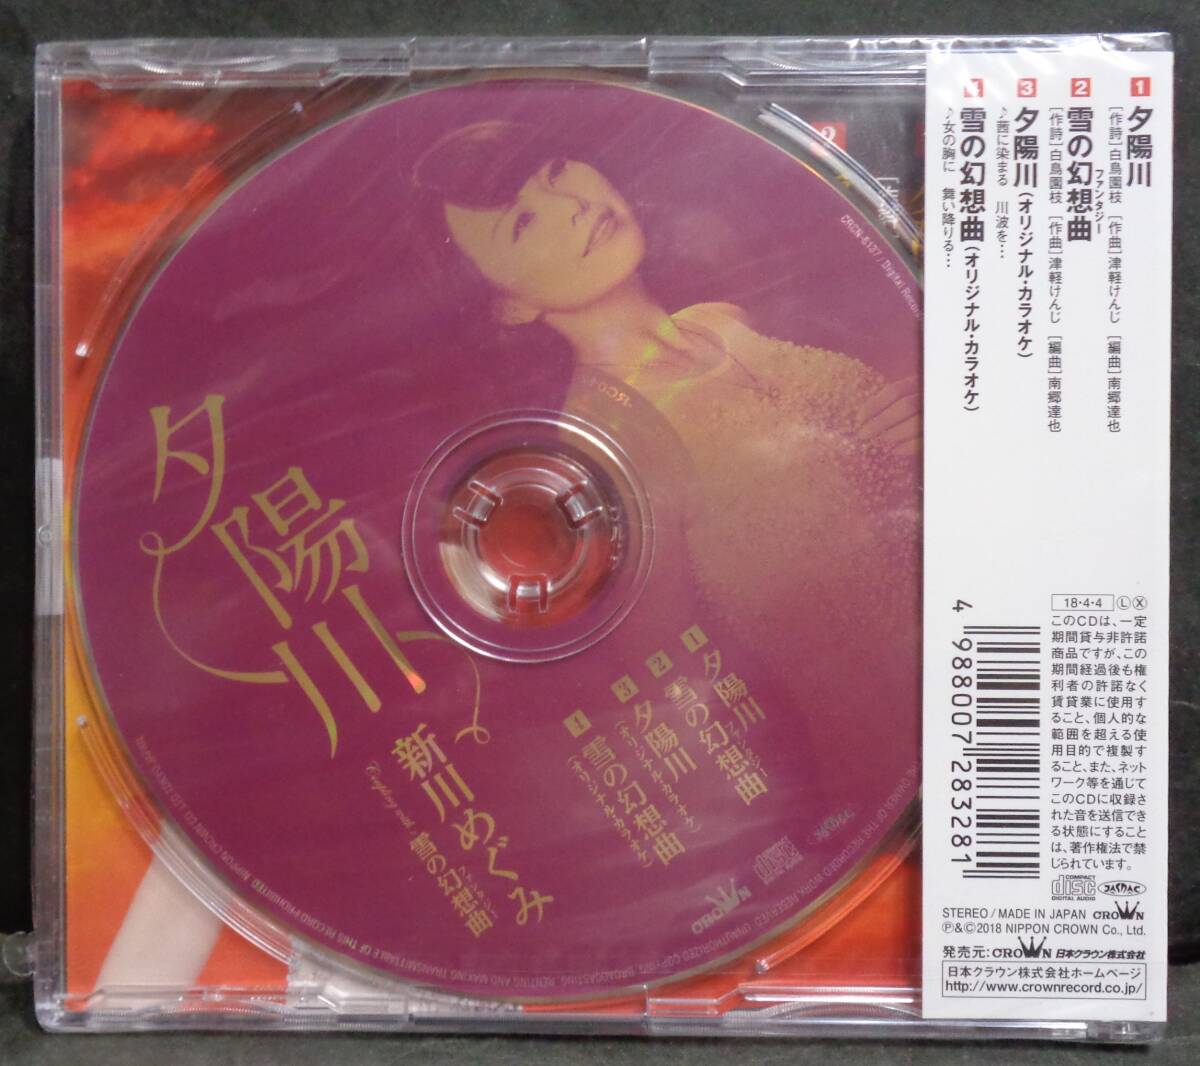 1 夕陽川
[作詩]白鳥園枝 [作曲]津軽けんじ [編曲]南郷達也
2 雪の幻想曲
ファンタジー
[作詩]白鳥園枝 [作曲]津軽けんじ [編曲]南郷達也
3 夕陽川(オリジナル・カラオケ)
♪茜に染まる 川波を…
4 雪の幻想曲(オリジナル・カラオケ)
♪女の胸に 舞い降りる…
18・4・4 Ⓛ Ⓧ
このCDは、一定
期間貸与非許諾
商品ですが、この
期間経過後も権
利者の許諾なく
賃貸業に使用す
ること、個人的な
範囲を超える使
用目的で複製す
ること、また、ネット
ワーク等を通じて
このCDに収録さ
れた音を送信でき
る状態にすること
は、著作権法で禁
じられています。
4 988007 283281
COMPACT disc DIGITAL AUDIO
JASRAC
STEREO / MADE IN JAPAN CROWN
Ⓟ&©2018 NIPPON CROWN Co., Ltd.
発売元: CROWN 日本クラウン株式会社
日本クラウン株式会社ホームページ
http://www.crownrecord.co.jp/
CRCN-8127 / Digital Record
夕陽川
新川めぐみ
雪の幻想曲
1 夕陽川
2 雪の幻想曲
3 夕陽川
(オリジナル・カラオケ)
4 雪の幻想曲
(オリジナル・カラオケ)
CROWN
COMPACT disc DIGITAL AUDIO